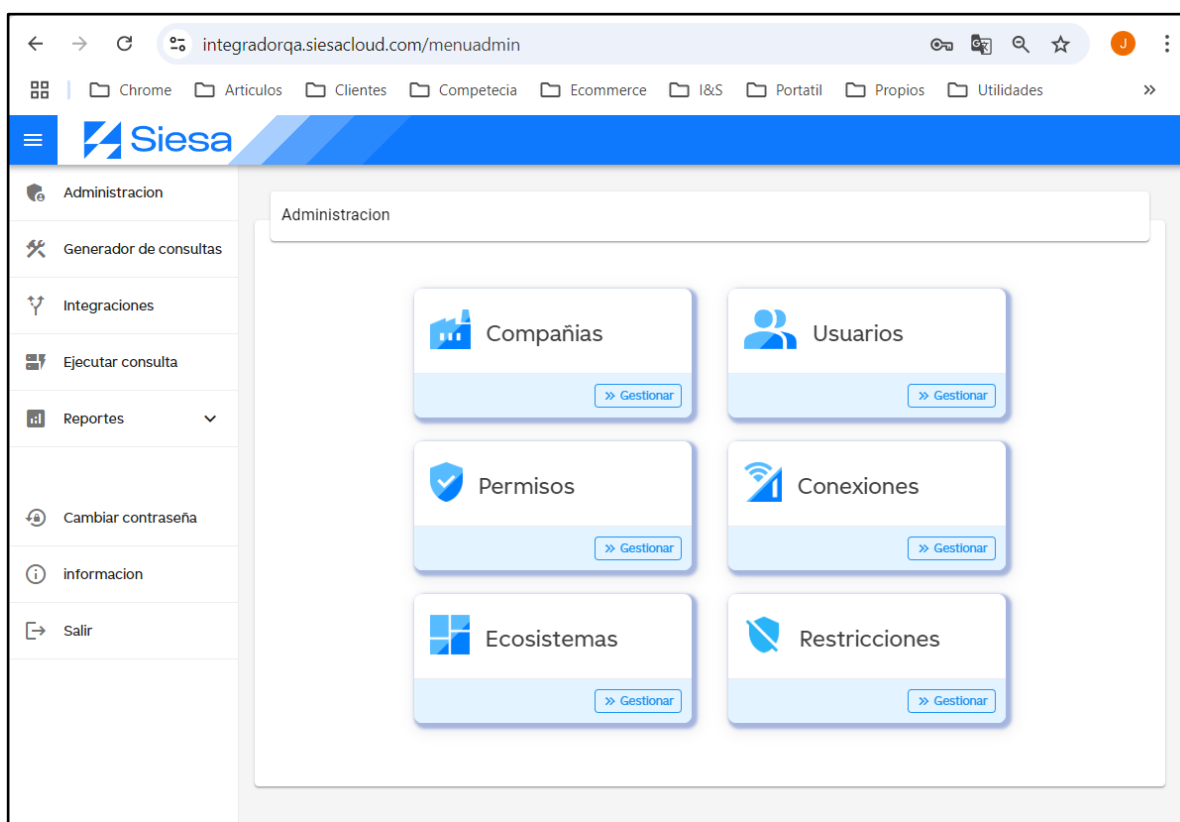 integradorqa.siesacloud.com/menuadmin
J
Chrome Articulos Clientes Competecia Ecommerce I&S Portatil Propios Utilidades »
Siesa
Administracion
Generador de consultas
Integraciones
Ejecutar consulta
Reportes
Cambiar contraseña
informacion
Salir
Administracion
Compañias
» Gestionar
Usuarios
» Gestionar
Permisos
» Gestionar
Conexiones
» Gestionar
Ecosistemas
» Gestionar
Restricciones
» Gestionar